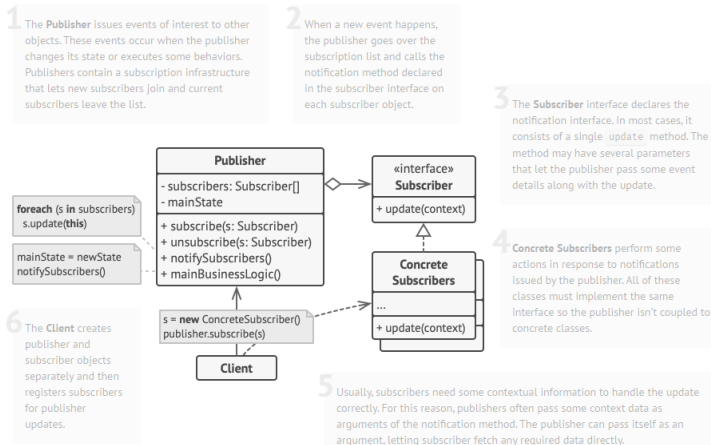 1
The Publisher issues events of interest to other
objects. These events occur when the publisher
changes its state or executes some behaviors.
Publishers contain a subscription infrastructure
that lets new subscribers join and current
subscribers leave the list.
2
When a new event happens,
the publisher goes over the
subscription list and calls the
notification method declared
in the subscriber interface on
each subscriber object.
3
The Subscriber interface declares the
notification interface. In most cases, it
consists of a single update method. The
method may have several parameters
that let the publisher pass some event
details along with the update.
Publisher
- subscribers: Subscriber[]
- mainState
+ subscribe(s: Subscriber)
+ unsubscribe(s: Subscriber)
+ notifySubscribers()
+ mainBusinessLogic()
«interface»
Subscriber
+ update(context)
foreach (s in subscribers)
s.update(this)
mainState = newState
notifySubscribers()
Concrete
Subscribers
...
+ update(context)
4
Concrete Subscribers perform some
actions in response to notifications
issued by the publisher. All of these
classes must implement the same
interface so the publisher isn't coupled to
concrete classes.
s = new ConcreteSubscriber()
publisher.subscribe(s)
Client
6
The Client creates
publisher and
subscriber objects
separately and then
registers subscribers
for publisher
updates.
5
Usually, subscribers need some contextual information to handle the update
correctly. For this reason, publishers often pass some context data as
arguments of the notification method. The publisher can pass itself as an
argument, letting subscriber fetch any required data directly.